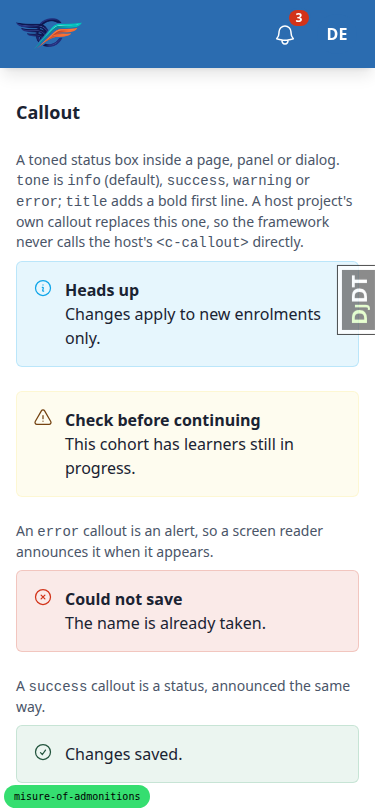 3
DE
Callout
A toned status box inside a page, panel or dialog.
tone is info (default), success, warning or
error; title adds a bold first line. A host project's
own callout replaces this one, so the framework
never calls the host's <c-callout> directly.
Heads up
Changes apply to new enrolments
only.
DJDT
Check before continuing
This cohort has learners still in
progress.
An error callout is an alert, so a screen reader
announces it when it appears.
Could not save
The name is already taken.
A success callout is a status, announced the same
way.
Changes saved.
misure-of-admonitions